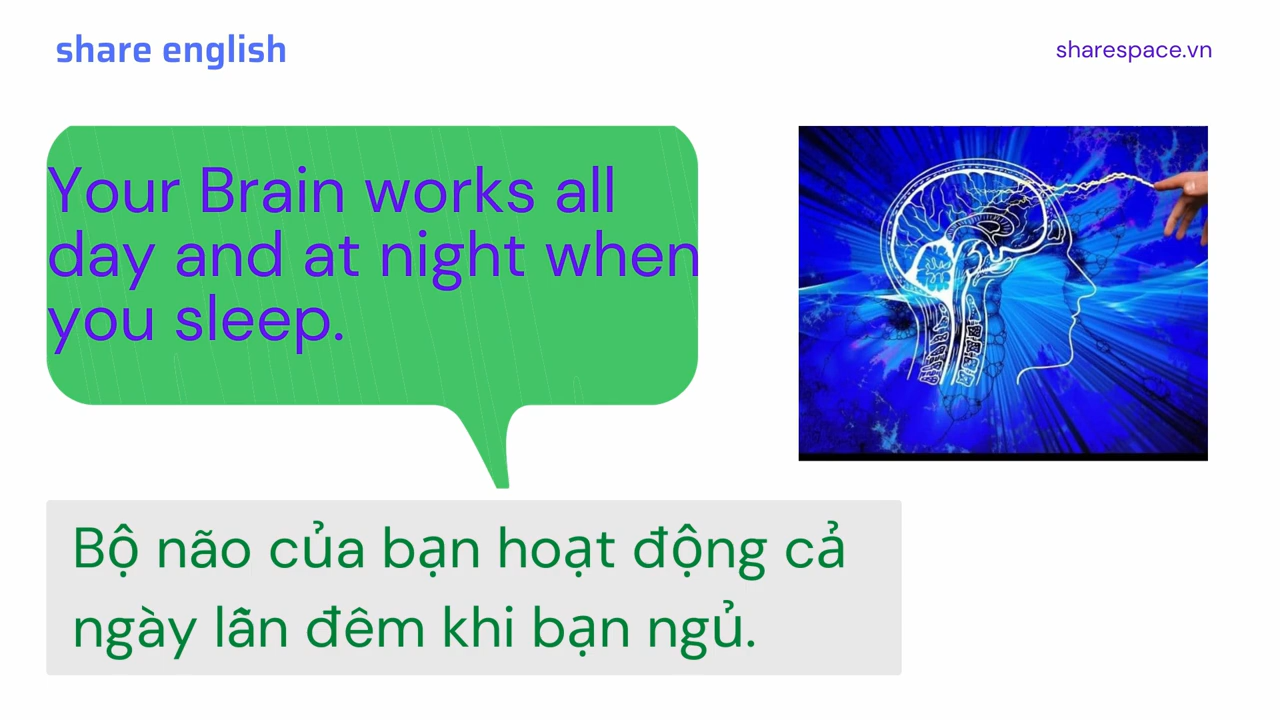 share english
sharespace.vn
Your Brain works all
day and at night when
you sleep.
Bộ não của bạn hoạt động cả
ngày lẫn đêm khi bạn ngủ.